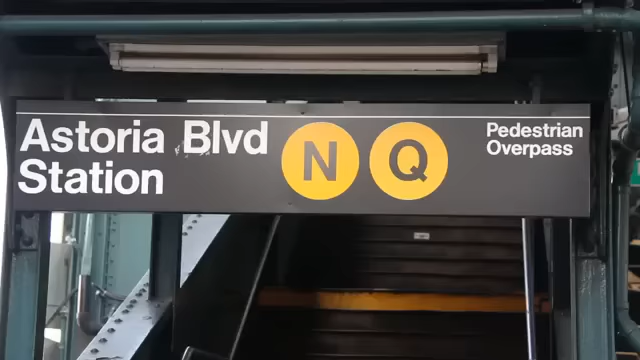 Astoria Blvd
Station
N Q
Pedestrian
Overpass